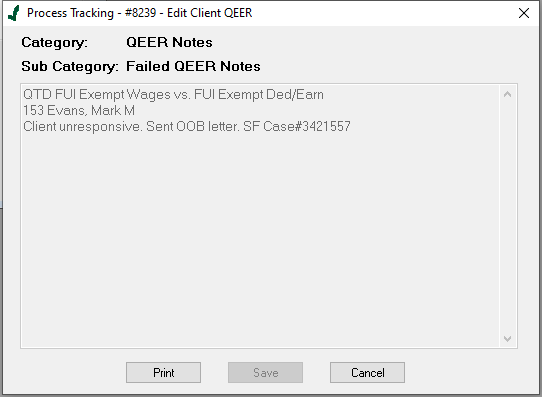 Process Tracking - #8239 - Edit Client QEER
Category: QEER Notes
Sub Category: Failed QEER Notes
QTD FUI Exempt Wages vs. FUI Exempt Ded/Earn
153 Evans, Mark M
Client unresponsive. Sent OOB letter. SF Case#3421557
Print Save Cancel